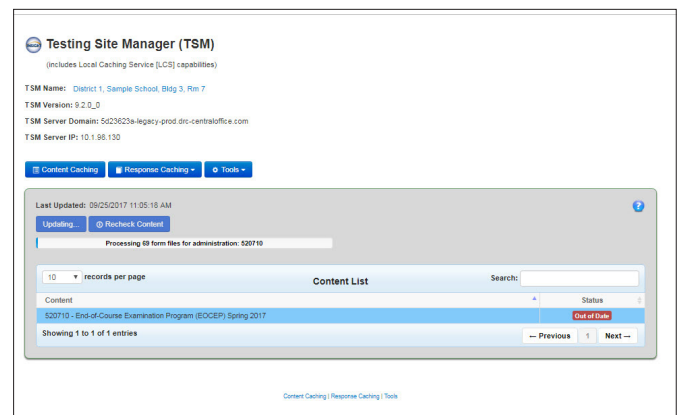 Testing Site Manager (TSM)
(includes Local Caching Service [LCS] capabilities)
TSM Name: District 1, Sample School, Bldg 3, Rm 7
TSM Version: 9.2.0_0
TSM Server Domain: 5d23623a-legacy-prod.drc-centraloffice.com
TSM Server IP: 10.1.96.130
Content Caching Response Caching Tools
Last Updated: 09/25/2017 11:05:18 AM
Updating... Recheck Content
Processing 69 form files for administration: 520710
10 records per page Content List Search:
Content Status
520710 - End-of-Course Examination Program (EOCEP) Spring 2017 Out of Date
Showing 1 to 1 of 1 entries ← Previous 1 Next →
Content Caching | Response Caching | Tools